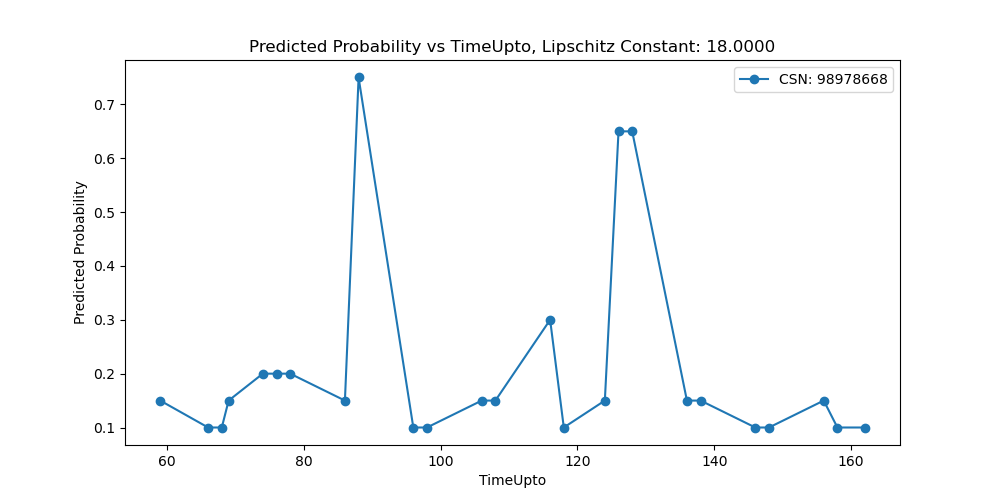 Predicted Probability vs TimeUpto, Lipschitz Constant: 18.0000
CSN: 98978668
Predicted Probability
0.7
0.6
0.5
0.4
0.3
0.2
0.1
60 80 100 120 140 160
TimeUpto